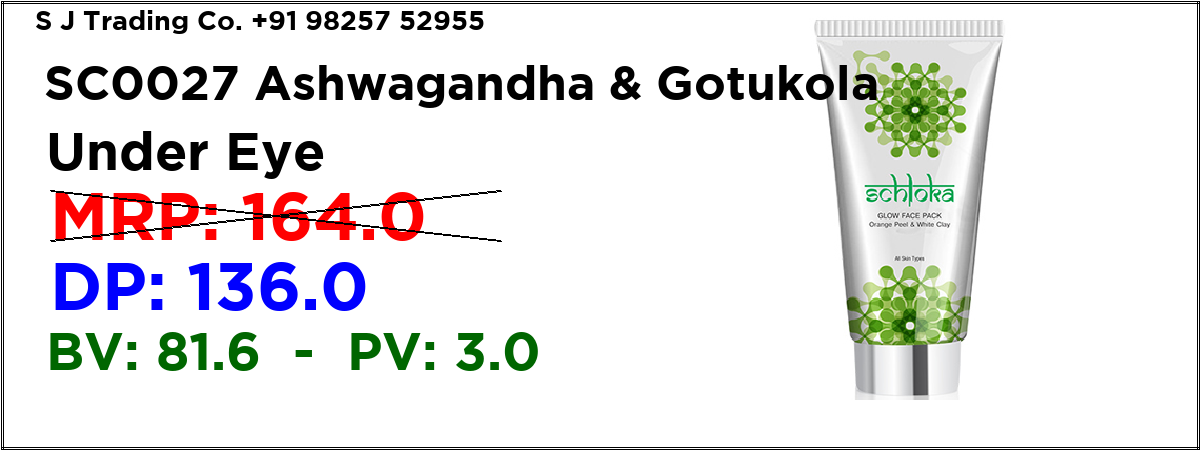 S J Trading Co. +91 98257 52955
SC0027 Ashwagandha & Gotukola
Under Eye
MRP: 164.0
DP: 136.0
BV: 81.6 - PV: 3.0
schloka
GLOW FACE PACK
Orange Peel & White Clay
All Skin Types